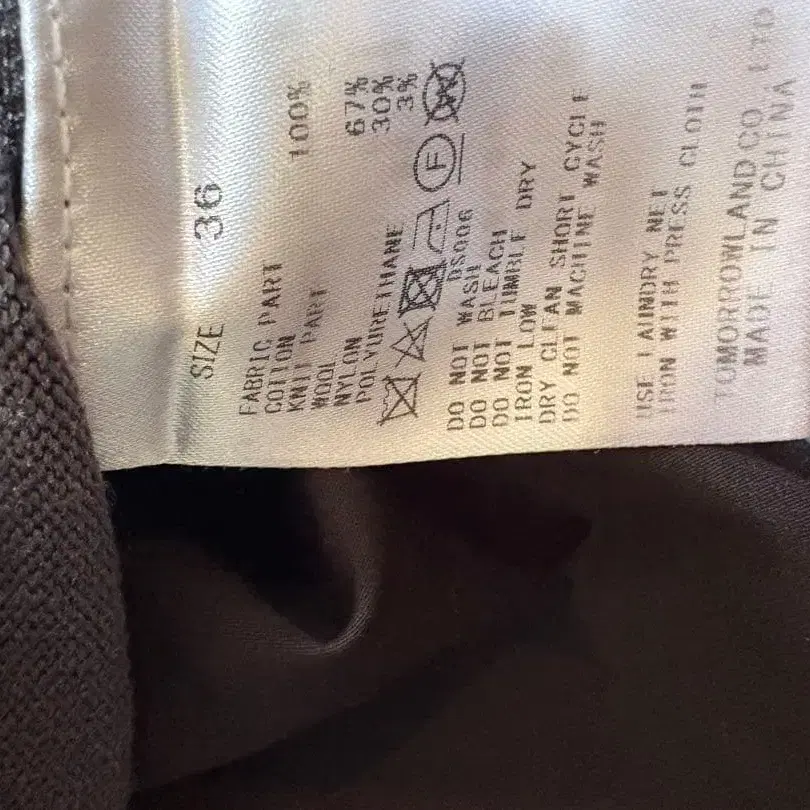 SIZE 36
FABRIC PART
COTTON 100%
KNIT PART
WOOL 67%
NYLON 30%
POLYURETHANE 3%
F
DS006
DO NOT WASH
DO NOT BLEACH
DO NOT TUMBLE DRY
IRON LOW
DRY CLEAN SHORT CYCLE
DO NOT MACHINE WASH
USE LAUNDRY NET
IRON WITH PRESS CLOTH
TOMORROWLAND CO., LTD
MADE IN CHINA